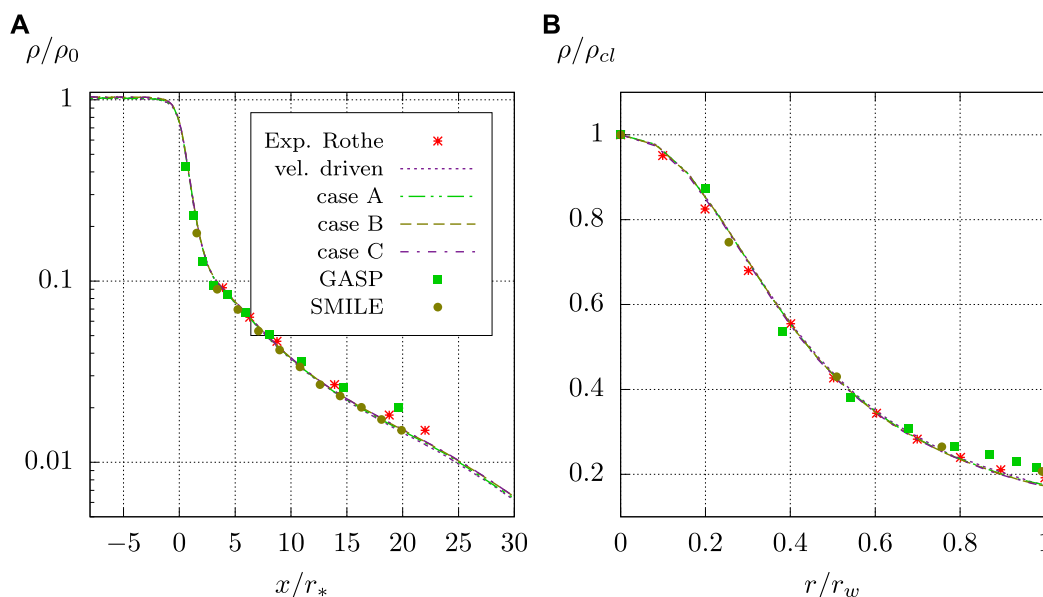 A
ρ/ρ0
1
0.1
0.01
Exp. Rothe
vel. driven
case A
case B
case C
GASP
SMILE
−5 0 5 10 15 20 25 30
x/r*
B
ρ/ρcl
1
0.8
0.6
0.4
0.2
0 0.2 0.4 0.6 0.8 1
r/rw